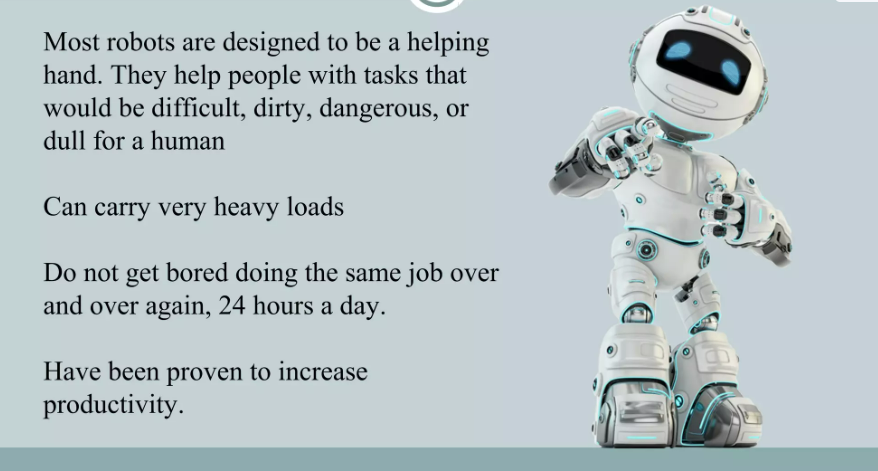 Most robots are designed to be a helping
hand. They help people with tasks that
would be difficult, dirty, dangerous, or
dull for a human
Can carry very heavy loads
Do not get bored doing the same job over
and over again, 24 hours a day.
Have been proven to increase
productivity.